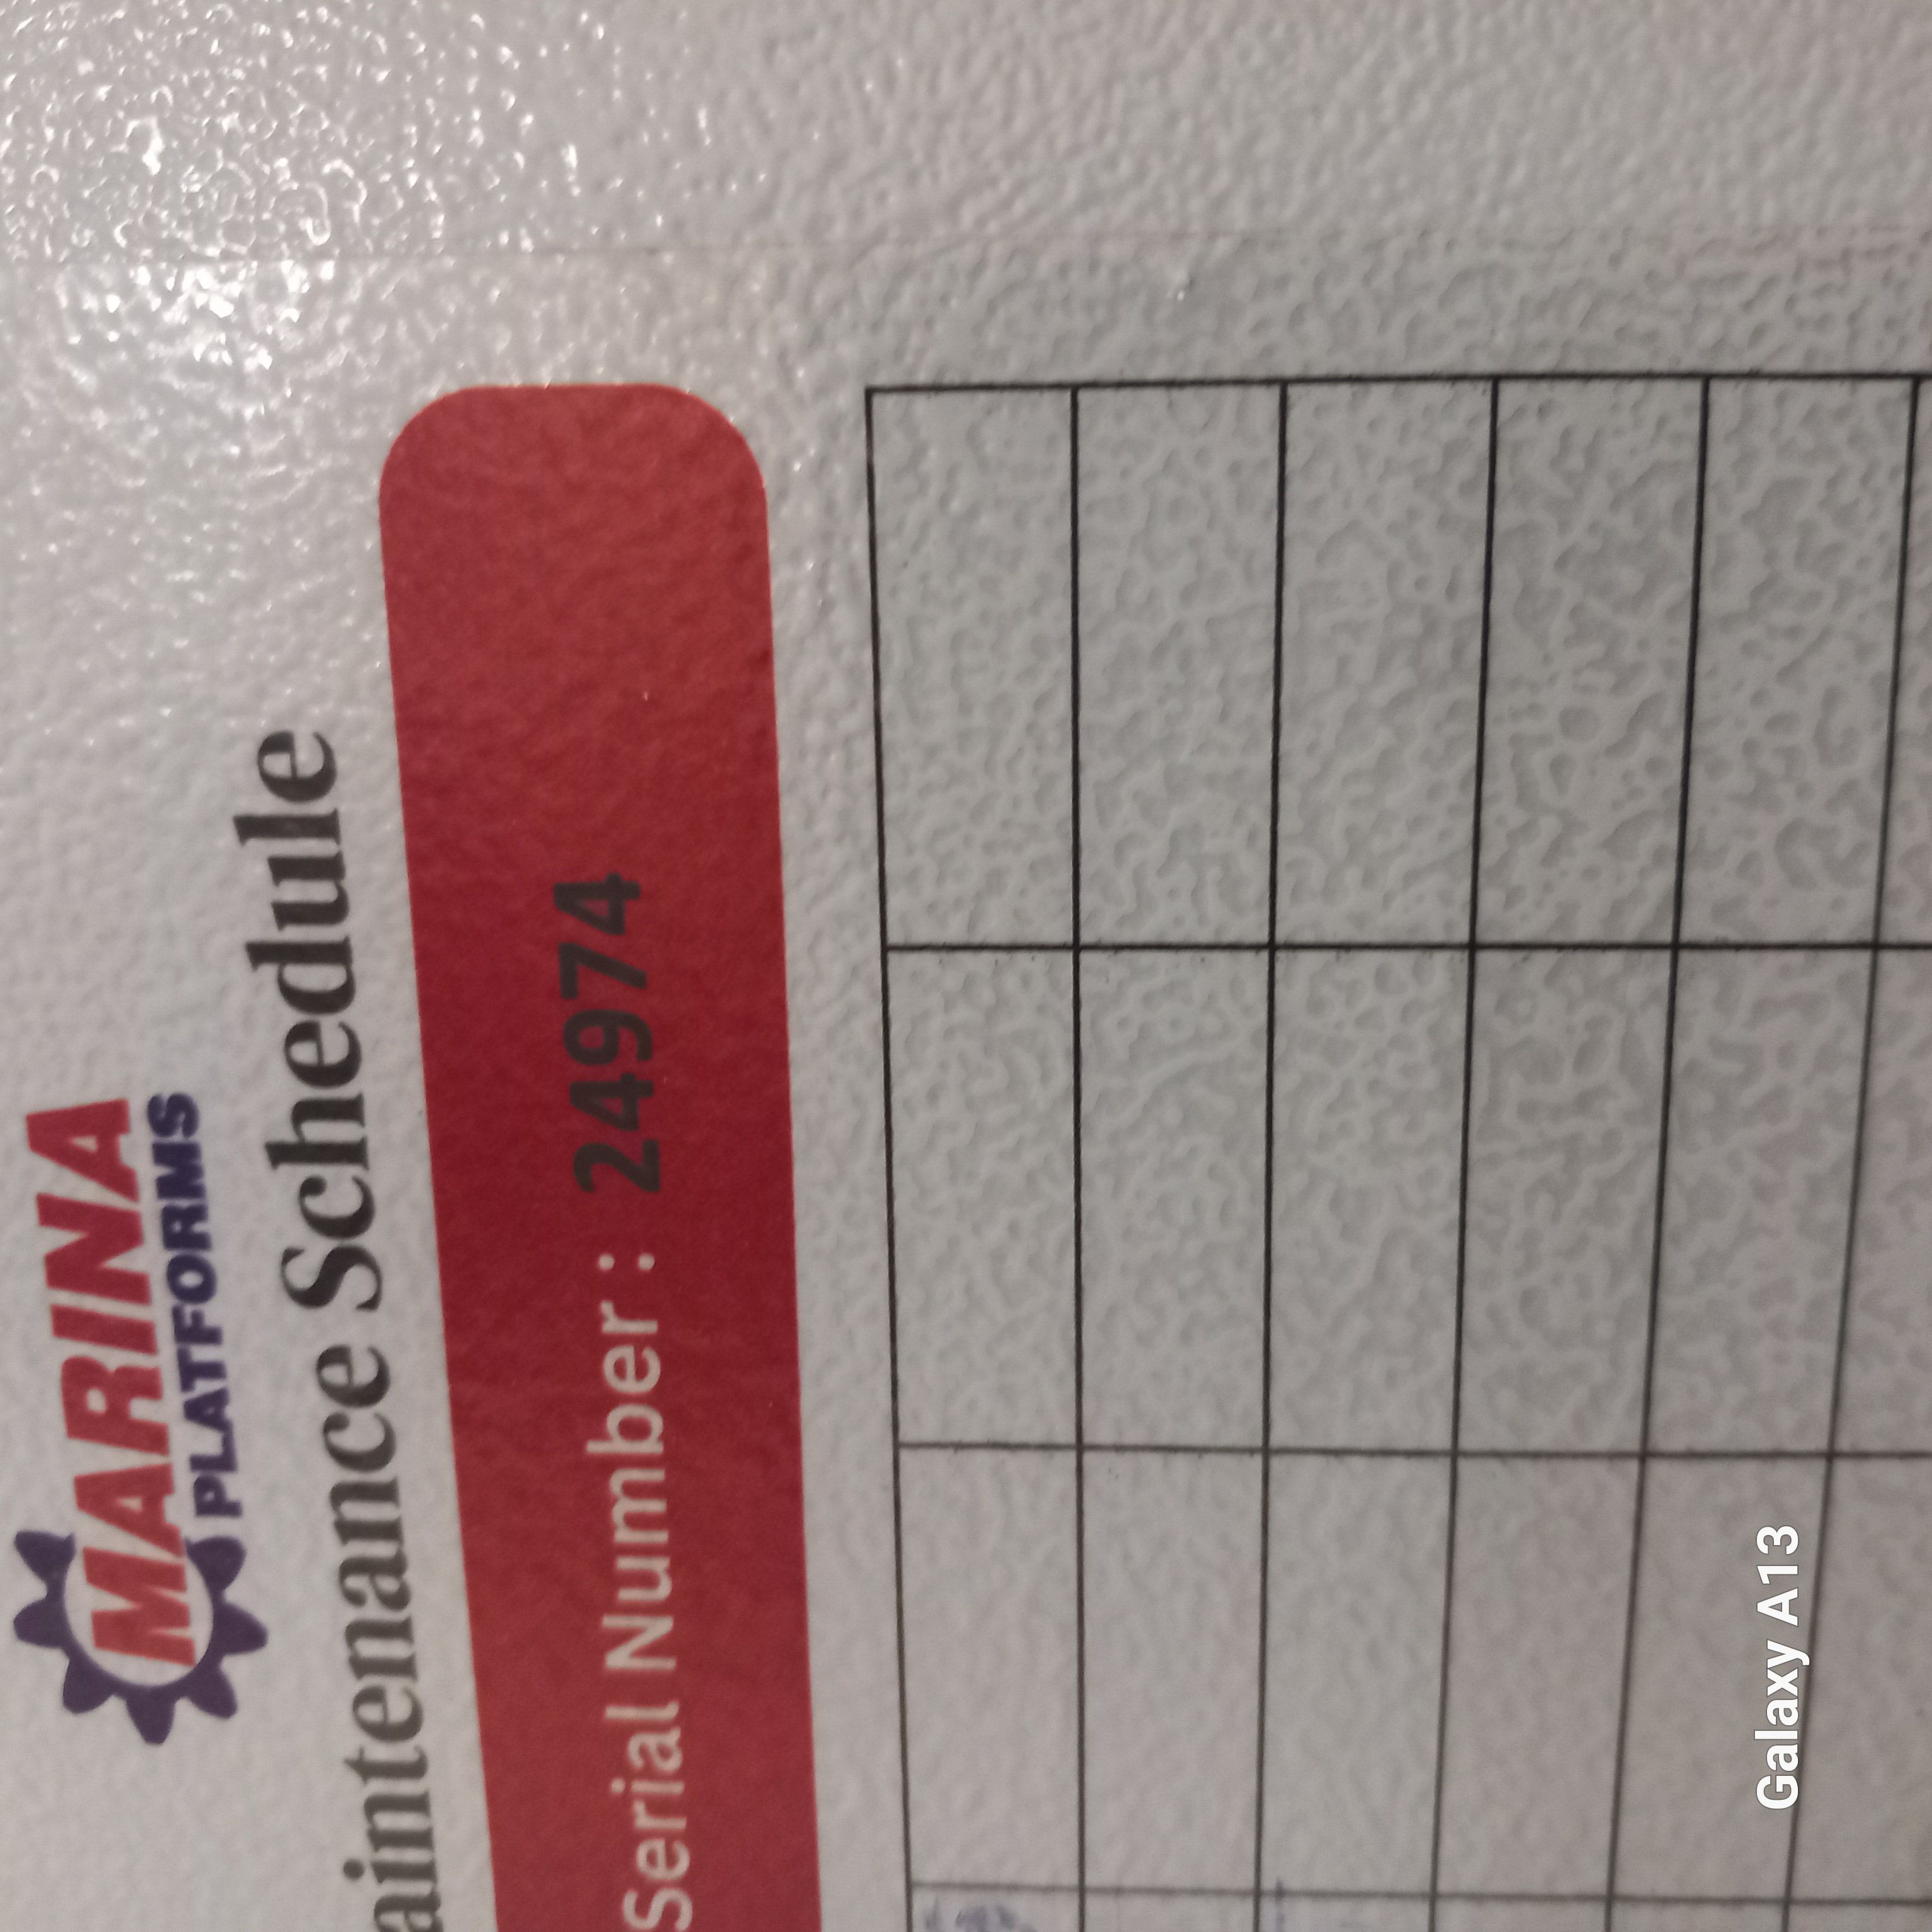 MARINA
PLATFORMS
aintenance Schedule
Serial Number : 24974
Galaxy A13